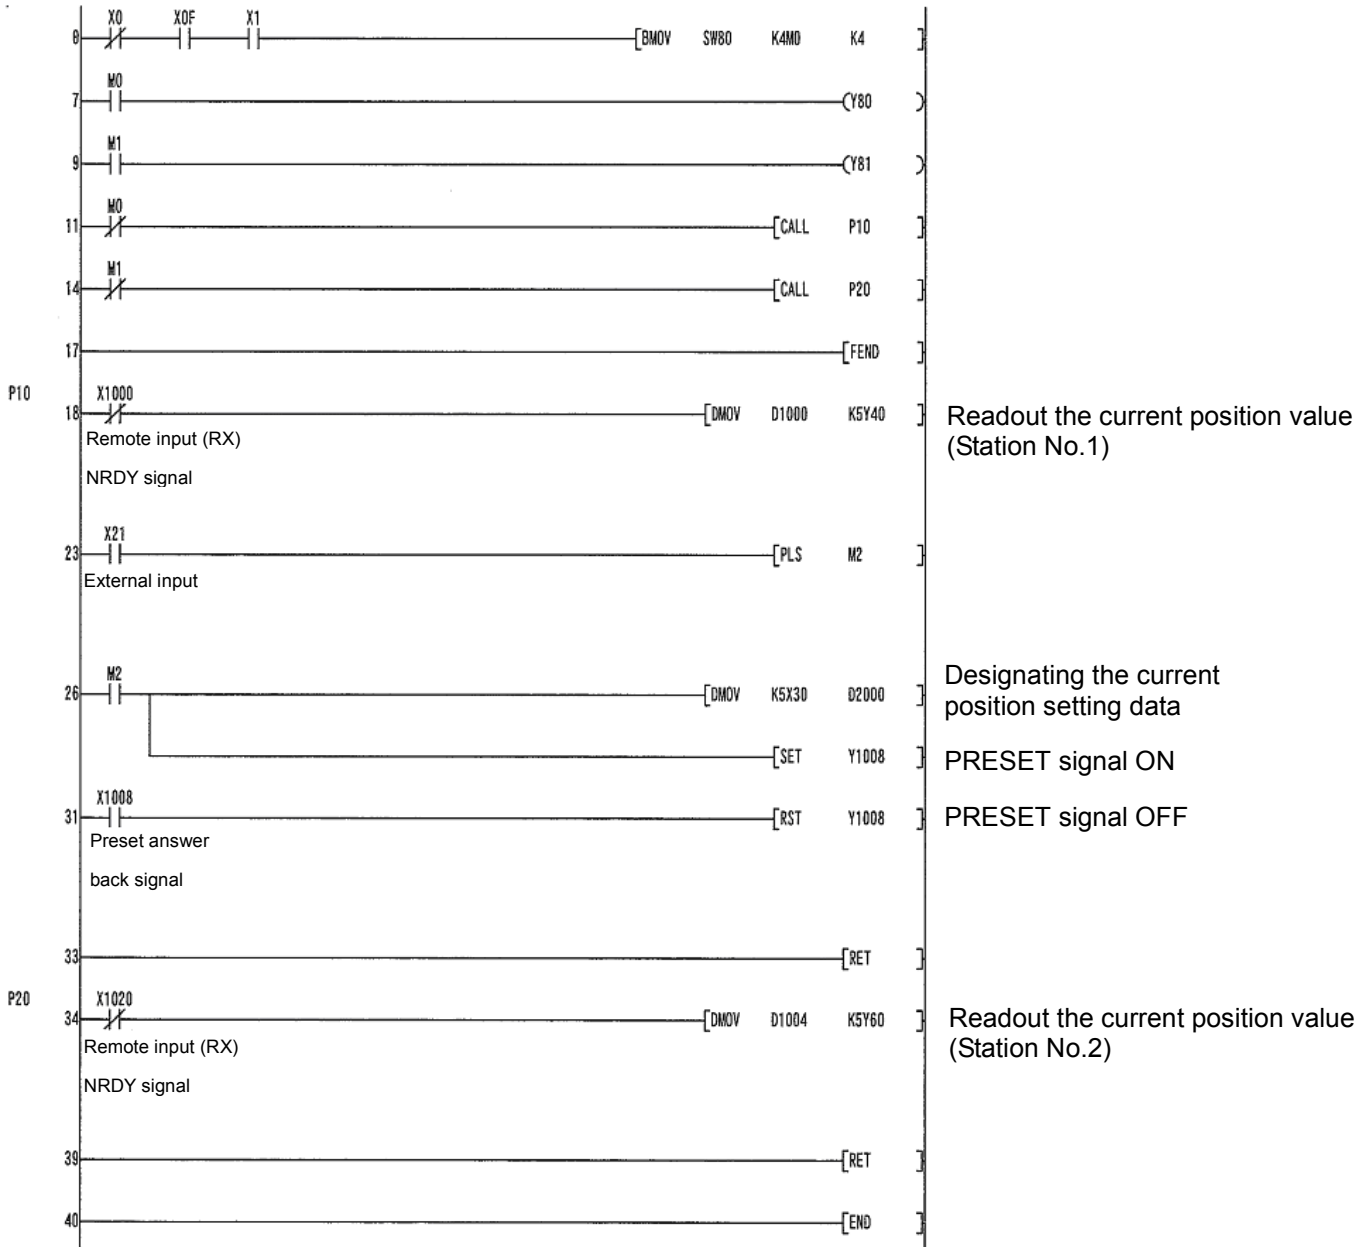 X0 X0F X1
0 BMOV SW80 K4M0 K4
M0
7 Y80
M1
9 Y81
M0
11 CALL P10
M1
14 CALL P20
17 FEND
P10 X1000
18 DMOV D1000 K5Y40 Readout the current position value
Remote input (RX) (Station No.1)
NRDY signal
X21
23 PLS M2
External input
M2 Designating the current
26 DMOV K5X30 D2000 position setting data
SET Y1008 PRESET signal ON
X1008
31 RST Y1008 PRESET signal OFF
Preset answer
back signal
33 RET
P20 X1020
34 DMOV D1004 K5Y60 Readout the current position value
Remote input (RX) (Station No.2)
NRDY signal
39 RET
40 END